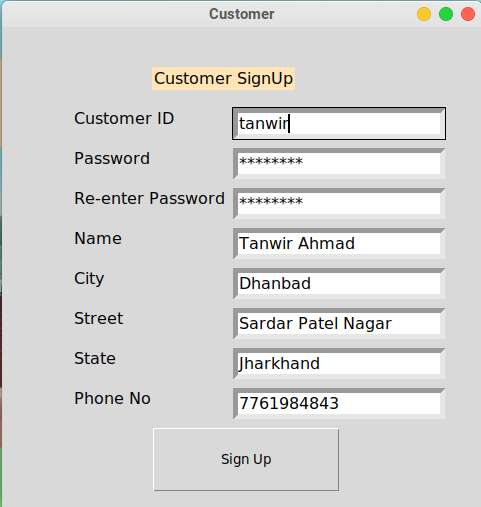 Customer
Customer SignUp
Customer ID tanwir
Password ********
Re-enter Password ********
Name Tanwir Ahmad
City Dhanbad
Street Sardar Patel Nagar
State Jharkhand
Phone No 7761984843
Sign Up